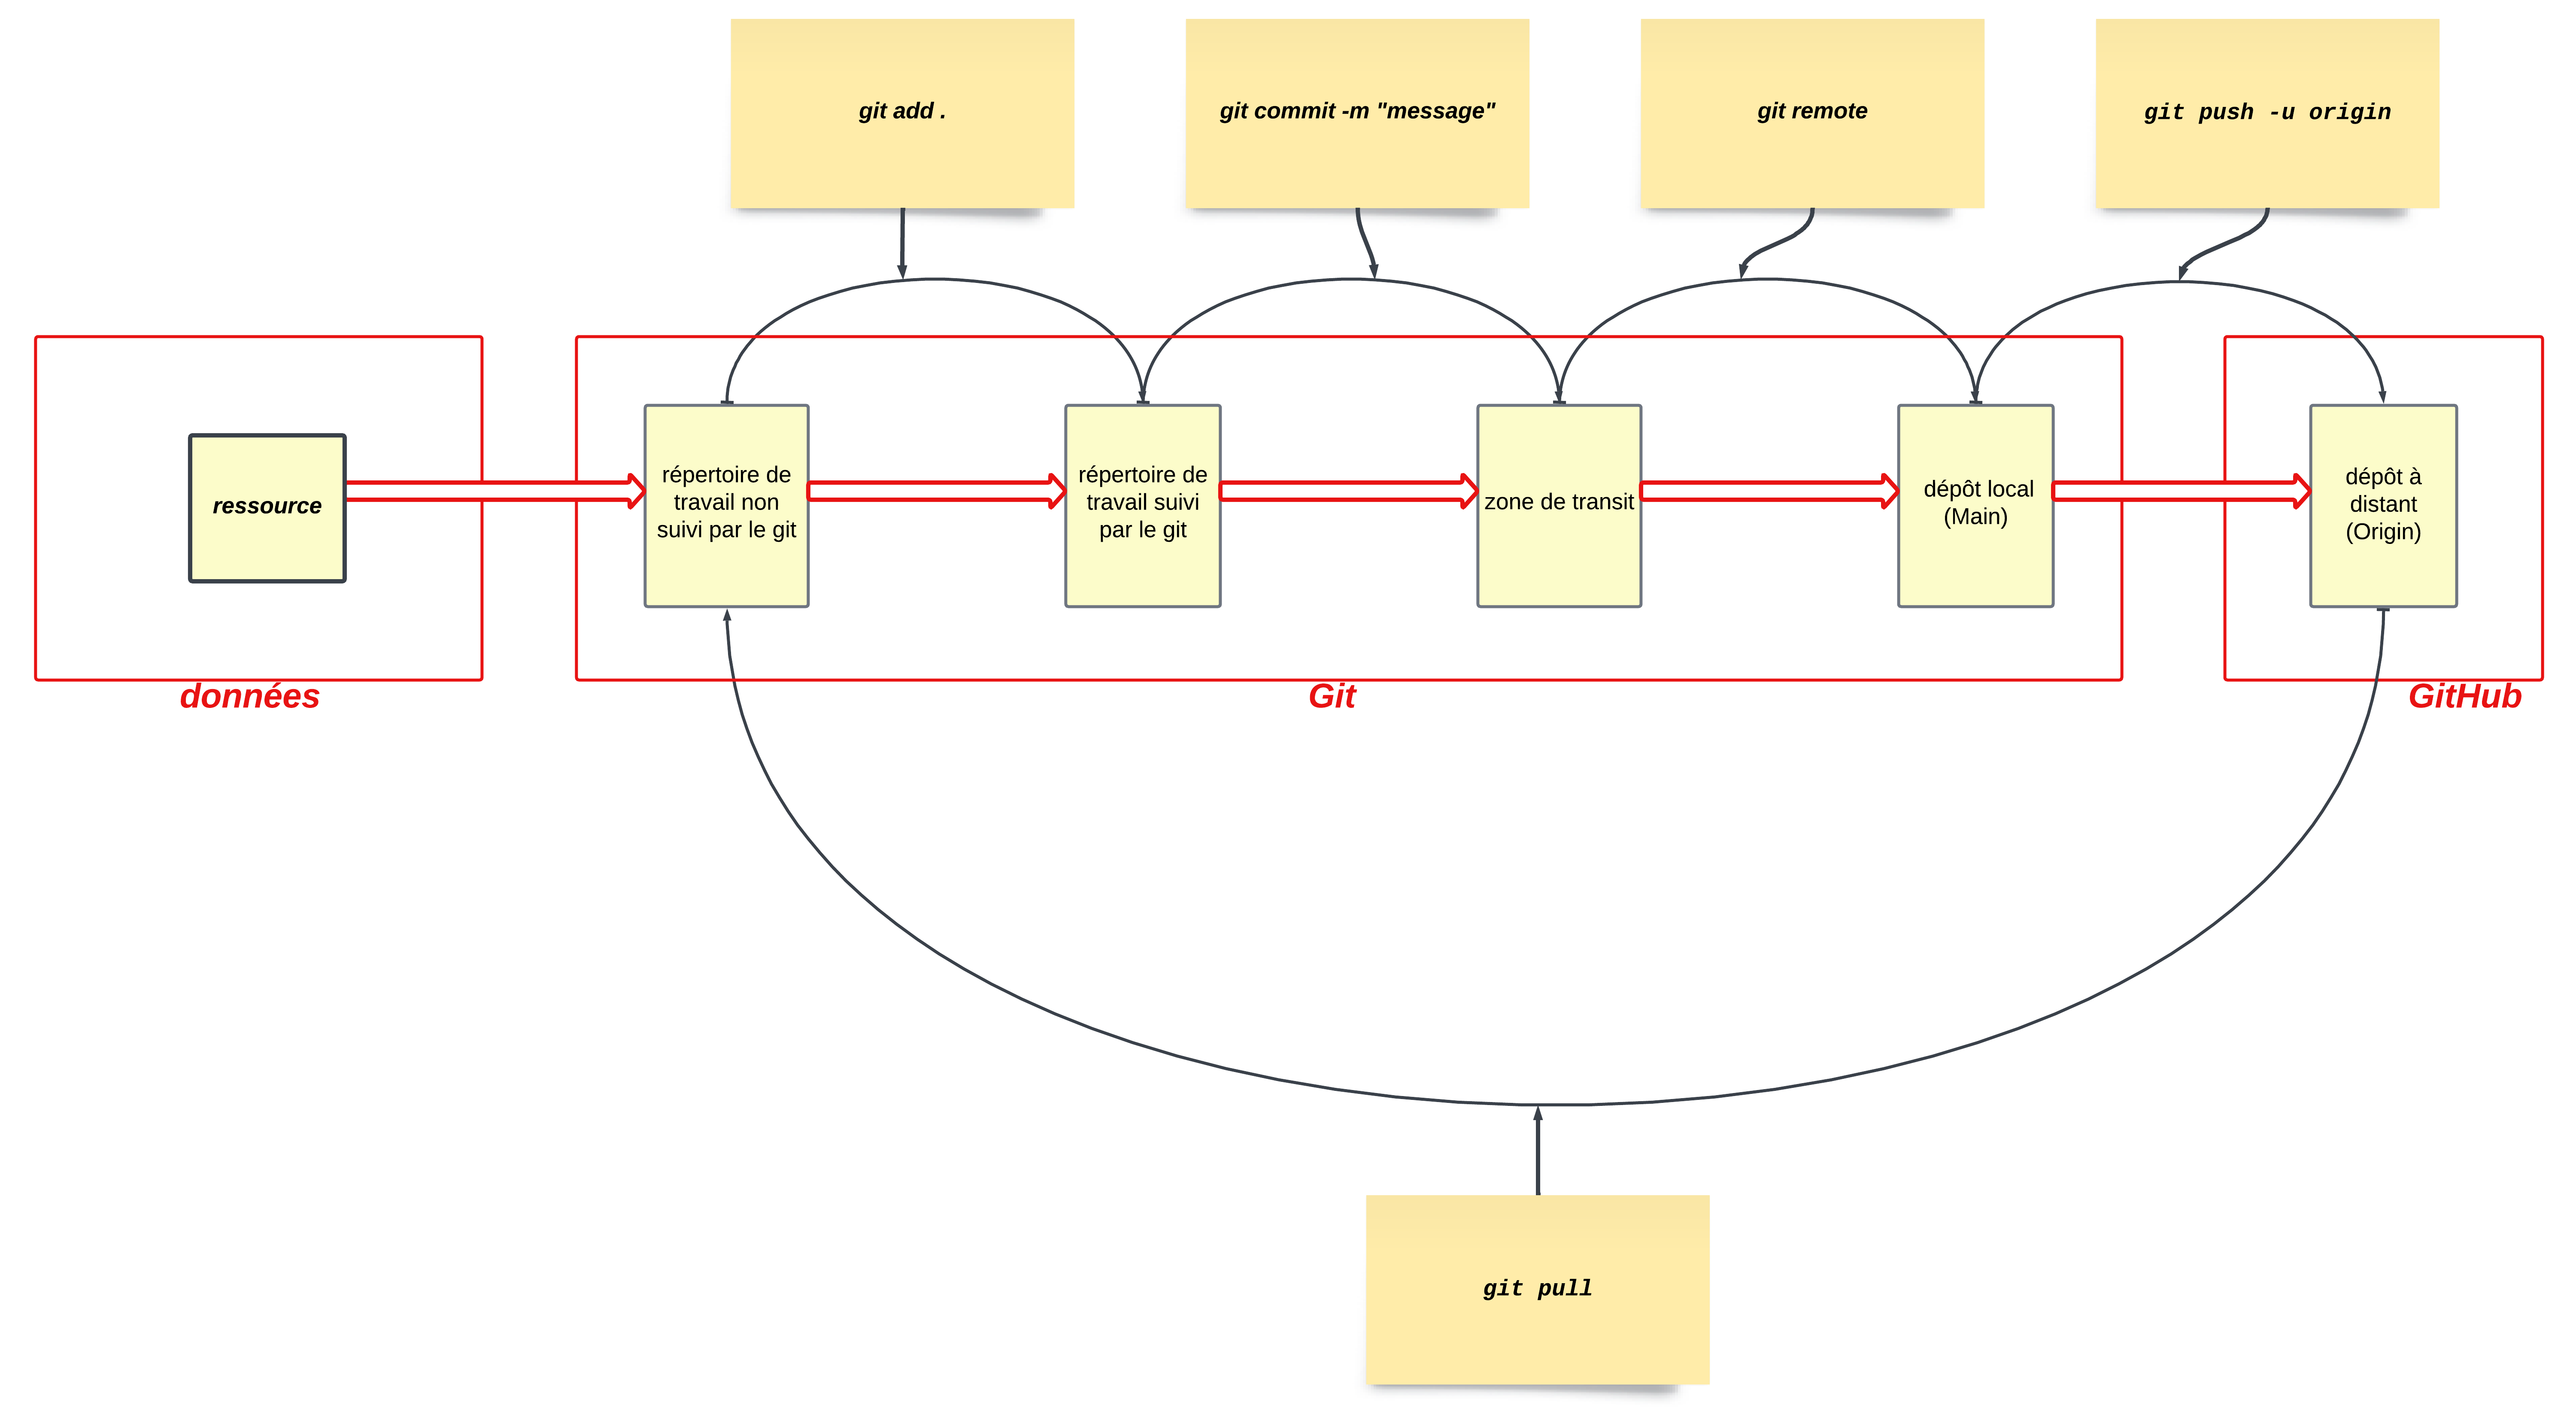 git add .
git commit -m "message"
git remote
git push -u origin
ressource
répertoire de
travail non
suivi par le git
répertoire de
travail suivi
par le git
zone de transit
dépôt local
(Main)
dépôt à
distant
(Origin)
données
Git
GitHub
git pull